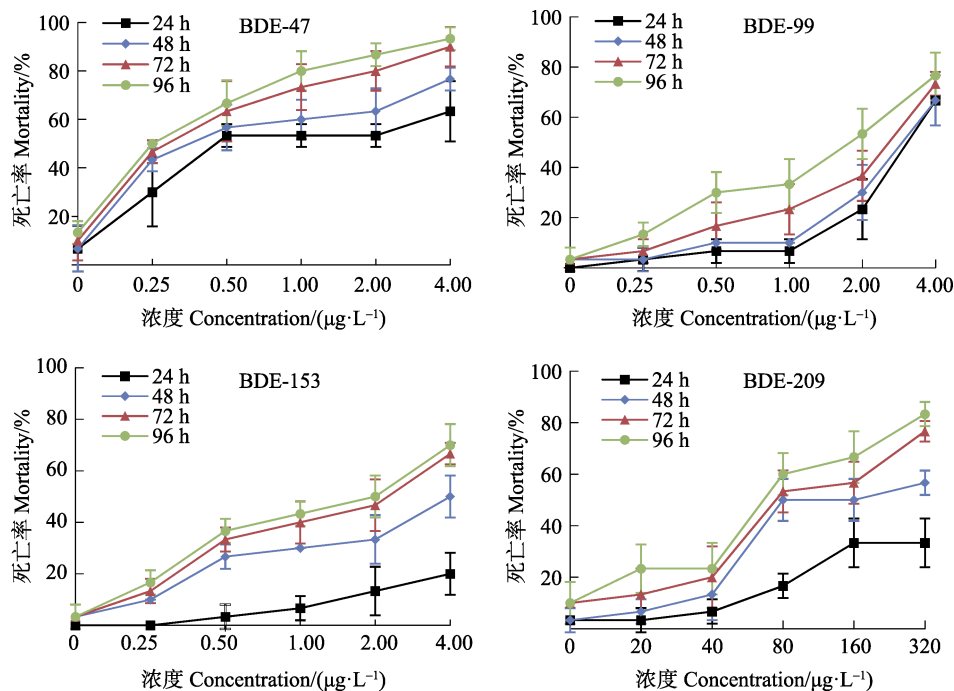 BDE-47
24 h
48 h
72 h
96 h
死亡率 Mortality/%
100
80
60
40
20
0 0.25 0.50 1.00 2.00 4.00
浓度 Concentration/(μg·L⁻¹)
BDE-99
24 h
48 h
72 h
96 h
死亡率 Mortality/%
100
80
60
40
20
0 0.25 0.50 1.00 2.00 4.00
浓度 Concentration/(μg·L⁻¹)
BDE-153
24 h
48 h
72 h
96 h
死亡率 Mortality/%
100
80
60
40
20
0 0.25 0.50 1.00 2.00 4.00
浓度 Concentration/(μg·L⁻¹)
BDE-209
24 h
48 h
72 h
96 h
死亡率 Mortality/%
100
80
60
40
20
0 20 40 80 160 320
浓度 Concentration/μg·L⁻¹)